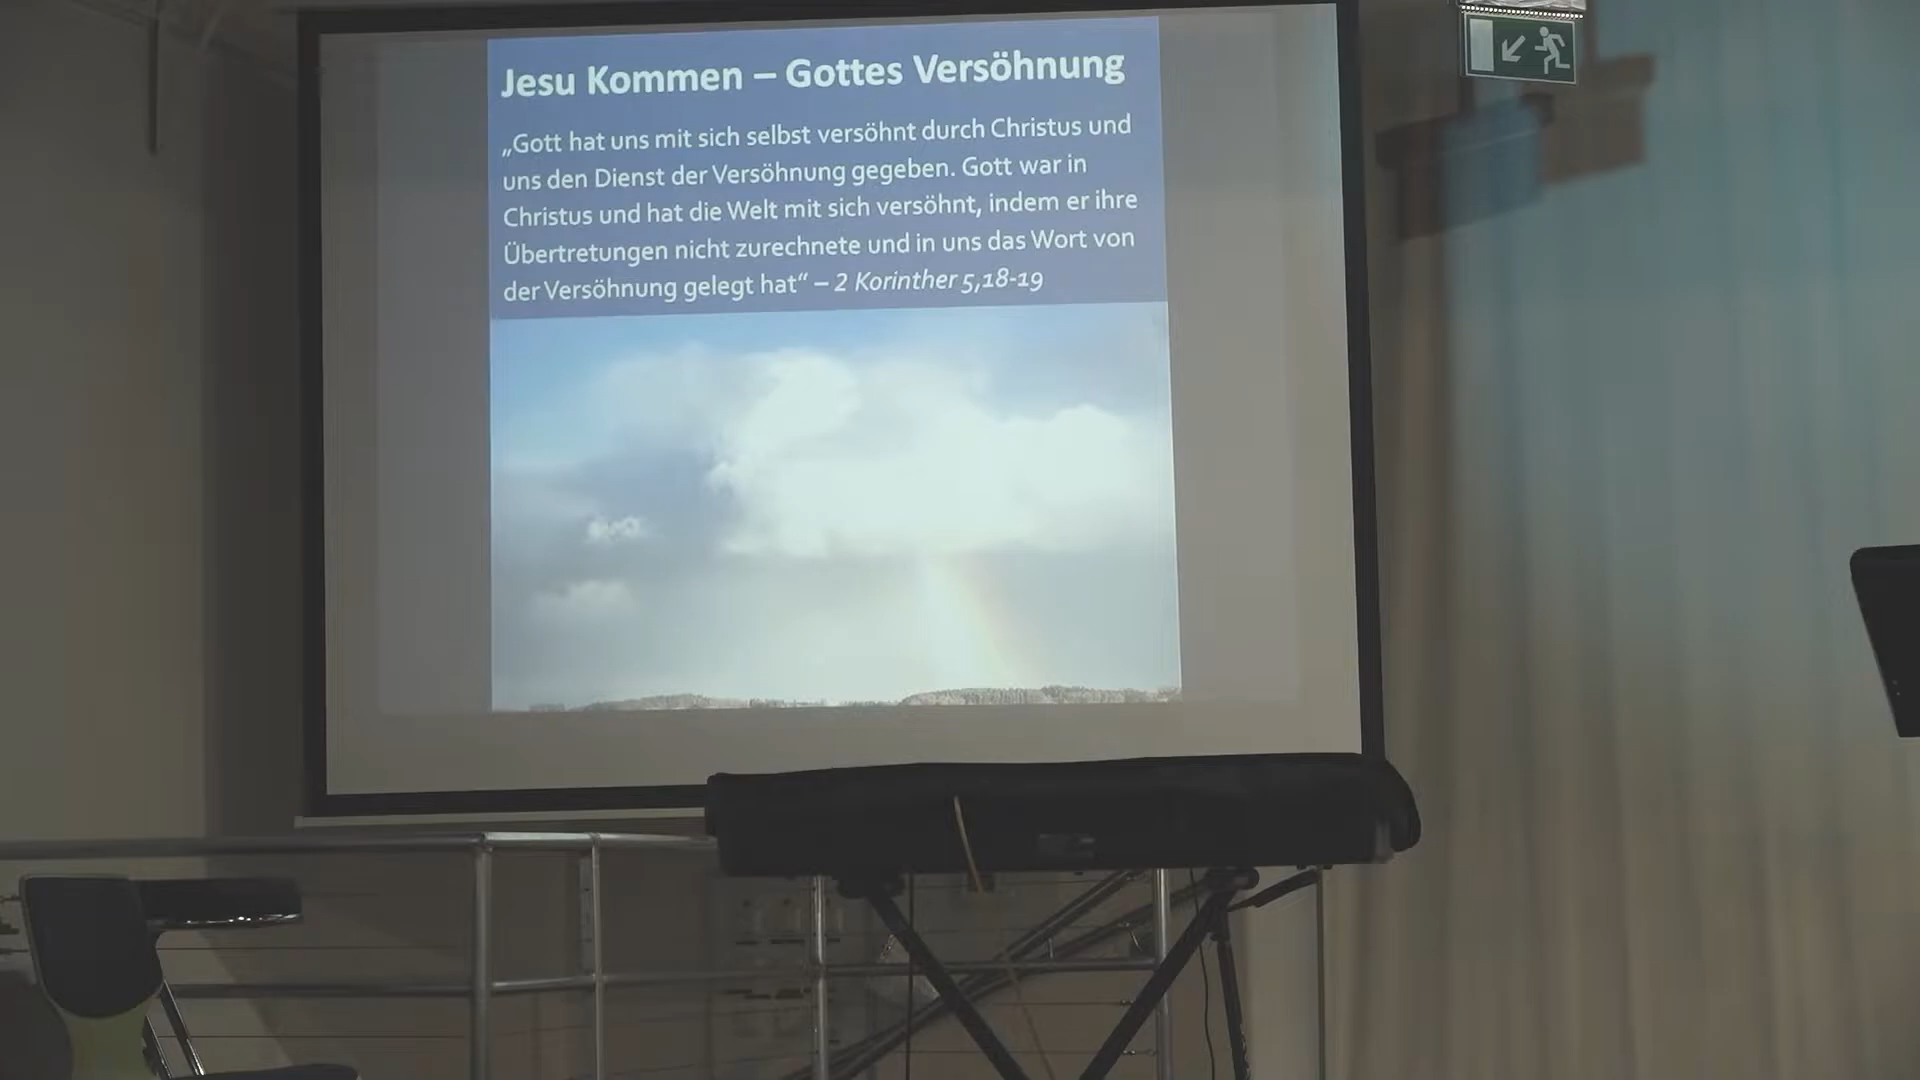 Jesu Kommen – Gottes Versöhnung
„Gott hat uns mit sich selbst versöhnt durch Christus und
uns den Dienst der Versöhnung gegeben. Gott war in
Christus und hat die Welt mit sich versöhnt, indem er ihre
Übertretungen nicht zurechnete und in uns das Wort von
der Versöhnung gelegt hat“ – 2 Korinther 5,18-19